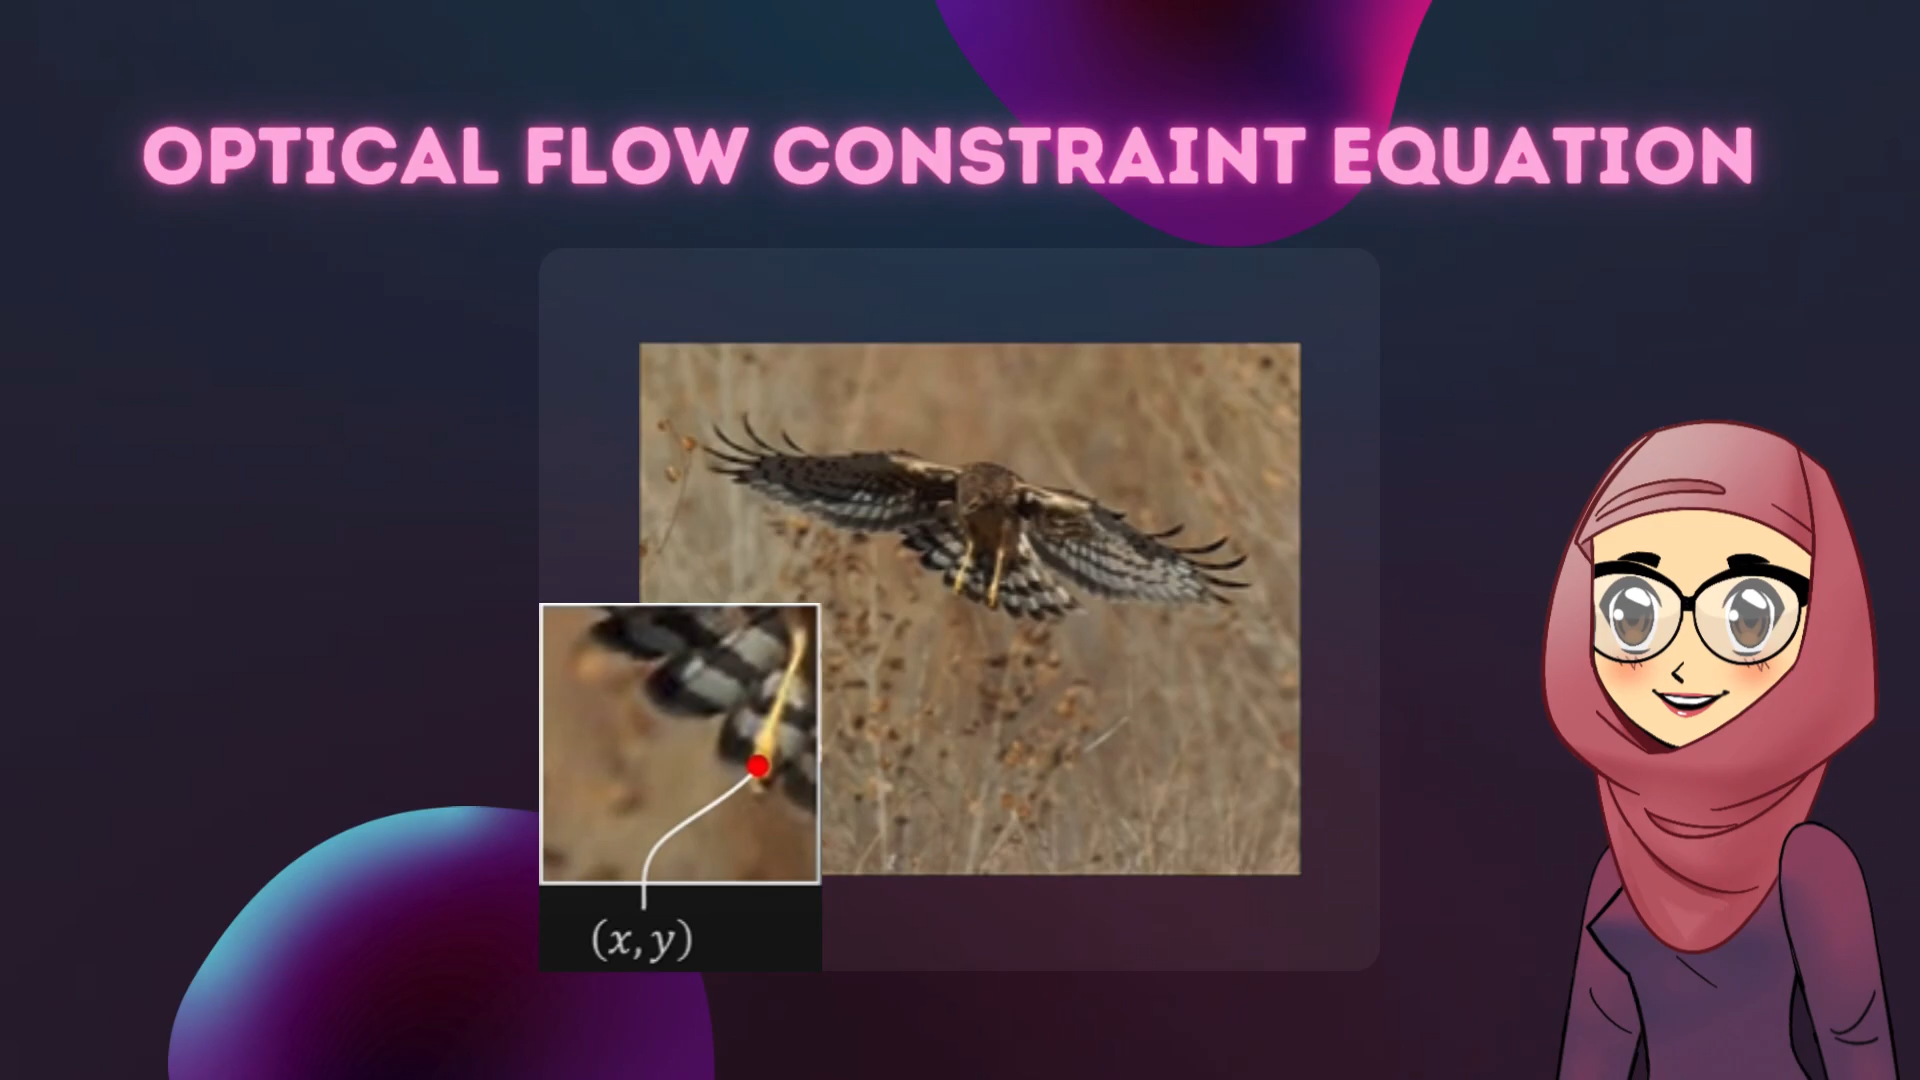 OPTICAL FLOW CONSTRAINT EQUATION
(x, y)